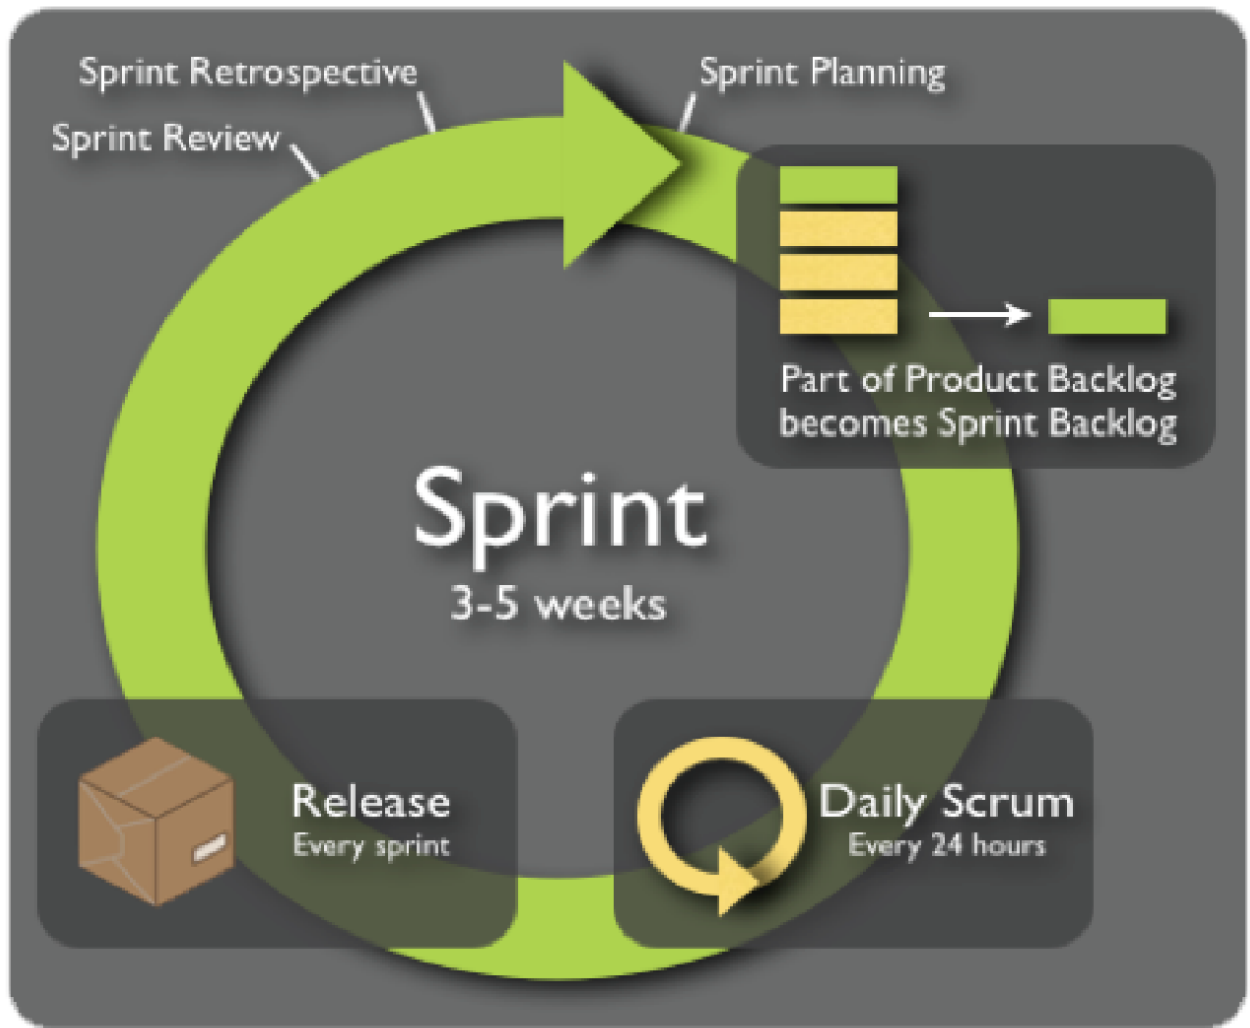 Sprint Retrospective
Sprint Planning
Sprint Review
Part of Product Backlog
becomes Sprint Backlog
Sprint
3-5 weeks
Release
Every sprint
Daily Scrum
Every 24 hours